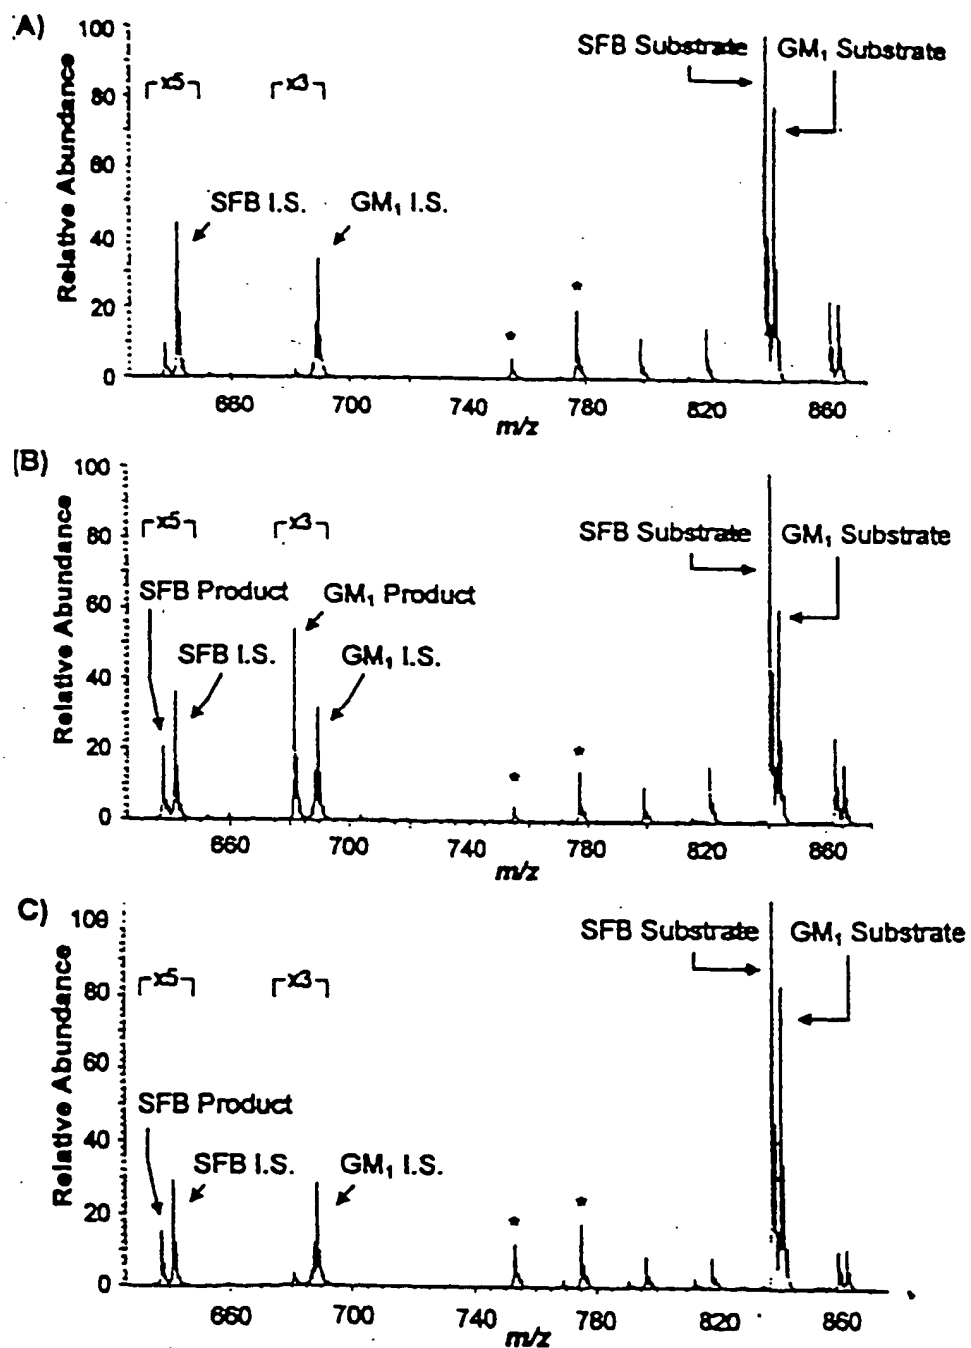 A)
100
80
60
40
20
0
Relative Abundance
x5
x3
SFB Substrate
GM₁ Substrate
SFB I.S.
GM₁ I.S.
*
*
660
700
740
780
820
860
m/z
(B)
100
80
60
40
20
0
Relative Abundance
x5
x3
SFB Substrate
GM₁ Substrate
SFB Product
GM₁ Product
SFB I.S.
GM₁ I.S.
*
*
660
700
740
780
820
860
m/z
C)
100
80
60
40
20
0
Relative Abundance
x5
x3
SFB Substrate
GM₁ Substrate
SFB Product
SFB I.S.
GM₁ I.S.
*
*
660
700
740
780
820
860
m/z